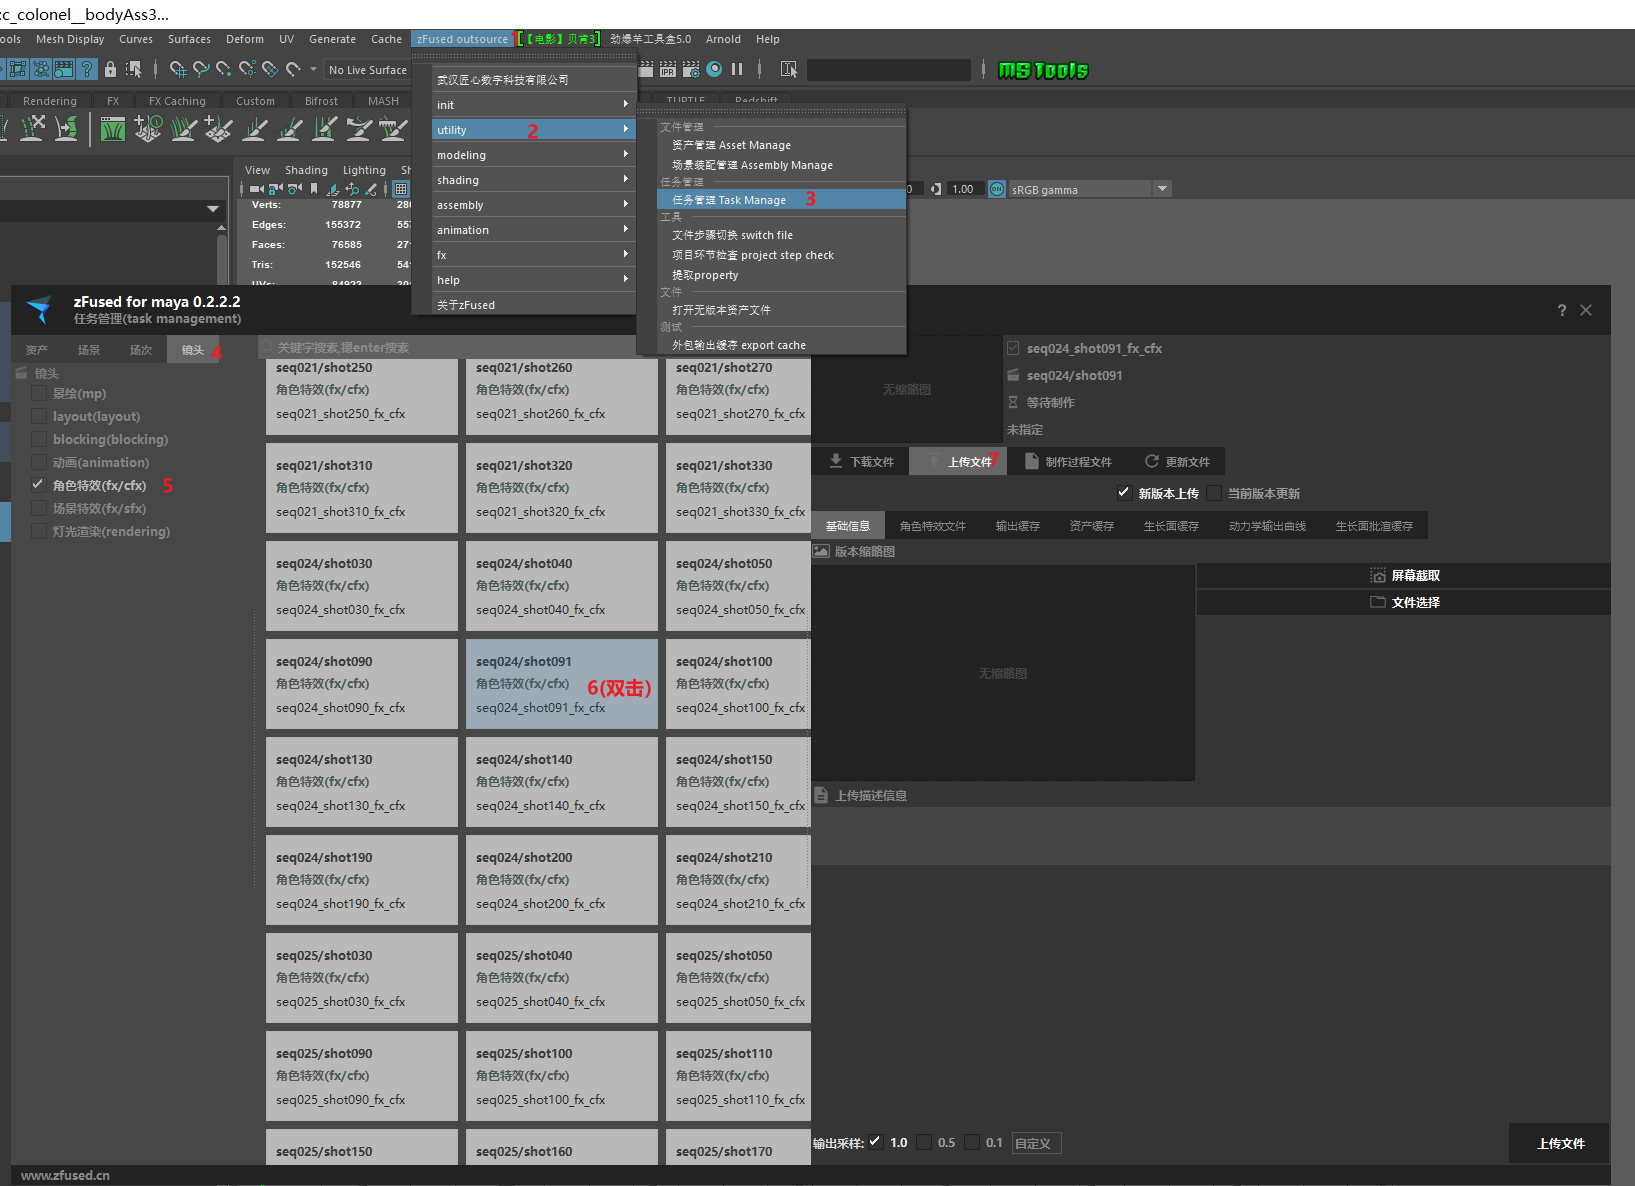 :c_colonel__bodyAss3...
ools Mesh Display Curves Surfaces Deform UV Generate Cache zFused outsource 1 [【电影】贝肯3] 劲爆羊工具盒5.0 Arnold Help
No Live Surface
IPR
MS Tools
Rendering FX FX Caching Custom Bifrost MASH TURTLE Redshift
武汉匠心数字科技有限公司
init
utility 2
modeling
shading
assembly
animation
fx
help
关于zFused
文件管理
资产管理 Asset Manage
场景装配管理 Assembly Manage
任务管理
任务管理 Task Manage 3
工具
文件步骤切换 switch file
项目环节检查 project step check
提取property
文件
打开无版本资产文件
测试
外包输出缓存 export cache
View Shading Lighting Sh
0 1.00 ON sRGB gamma
Verts: 78877 280
Edges: 155372 557
Faces: 76585 271
Tris: 152546 541
UVs: 84922
zFused for maya 0.2.2.2
任务管理(task management)
? ×
资产 场景 场次 镜头 4
关键字搜索,摁enter搜索
镜头
景绘(mp)
layout(layout)
blocking(blocking)
动画(animation)
角色特效(fx/cfx) 5
场景特效(fx/sfx)
灯光渲染(rendering)
seq021/shot250 seq021/shot260 seq021/shot270
角色特效(fx/cfx) 角色特效(fx/cfx) 角色特效(fx/cfx)
seq021_shot250_fx_cfx seq021_shot260_fx_cfx seq021_shot270_fx_cfx
seq021/shot310 seq021/shot320 seq021/shot330
角色特效(fx/cfx) 角色特效(fx/cfx) 角色特效(fx/cfx)
seq021_shot310_fx_cfx seq021_shot320_fx_cfx seq021_shot330_fx_cfx
seq024/shot030 seq024/shot040 seq024/shot050
角色特效(fx/cfx) 角色特效(fx/cfx) 角色特效(fx/cfx)
seq024_shot030_fx_cfx seq024_shot040_fx_cfx seq024_shot050_fx_cfx
seq024/shot090 seq024/shot091 seq024/shot100
角色特效(fx/cfx) 角色特效(fx/cfx) 6(双击) 角色特效(fx/cfx)
seq024_shot090_fx_cfx seq024_shot091_fx_cfx seq024_shot100_fx_cfx
seq024/shot130 seq024/shot140 seq024/shot150
角色特效(fx/cfx) 角色特效(fx/cfx) 角色特效(fx/cfx)
seq024_shot130_fx_cfx seq024_shot140_fx_cfx seq024_shot150_fx_cfx
seq024/shot190 seq024/shot200 seq024/shot210
角色特效(fx/cfx) 角色特效(fx/cfx) 角色特效(fx/cfx)
seq024_shot190_fx_cfx seq024_shot200_fx_cfx seq024_shot210_fx_cfx
seq025/shot030 seq025/shot040 seq025/shot050
角色特效(fx/cfx) 角色特效(fx/cfx) 角色特效(fx/cfx)
seq025_shot030_fx_cfx seq025_shot040_fx_cfx seq025_shot050_fx_cfx
seq025/shot090 seq025/shot100 seq025/shot110
角色特效(fx/cfx) 角色特效(fx/cfx) 角色特效(fx/cfx)
seq025_shot090_fx_cfx seq025_shot100_fx_cfx seq025_shot110_fx_cfx
seq025/shot150 seq025/shot160 seq025/shot170
无缩略图
seq024_shot091_fx_cfx
seq024/shot091
等待制作
未指定
下载文件 上传文件 7 制作过程文件 更新文件
新版本上传 当前版本更新
基础信息 角色特效文件 输出缓存 资产缓存 生长面缓存 动力学输出曲线 生长面批渲缓存
版本缩略图
无缩略图
屏幕截取
文件选择
上传描述信息
输出采样: 1.0 0.5 0.1 自定义
上传文件
www.zfused.cn